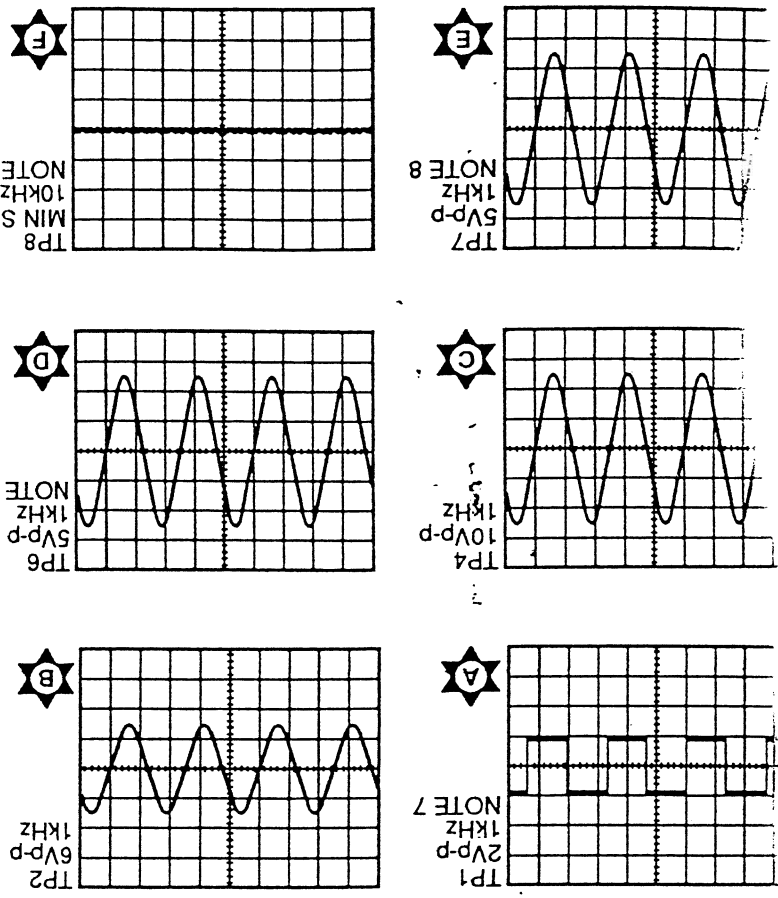 TP1
2Vp-p
1kHz
NOTE 7
A
TP2
6Vp-p
1kHz
B
TP4
10Vp-p
1kHz
C
TP6
5Vp-p
1kHz
NOTE
D
TP7
5Vp-p
1kHz
NOTE 8
E
TP8
MIN S
10kHz
NOTE
F